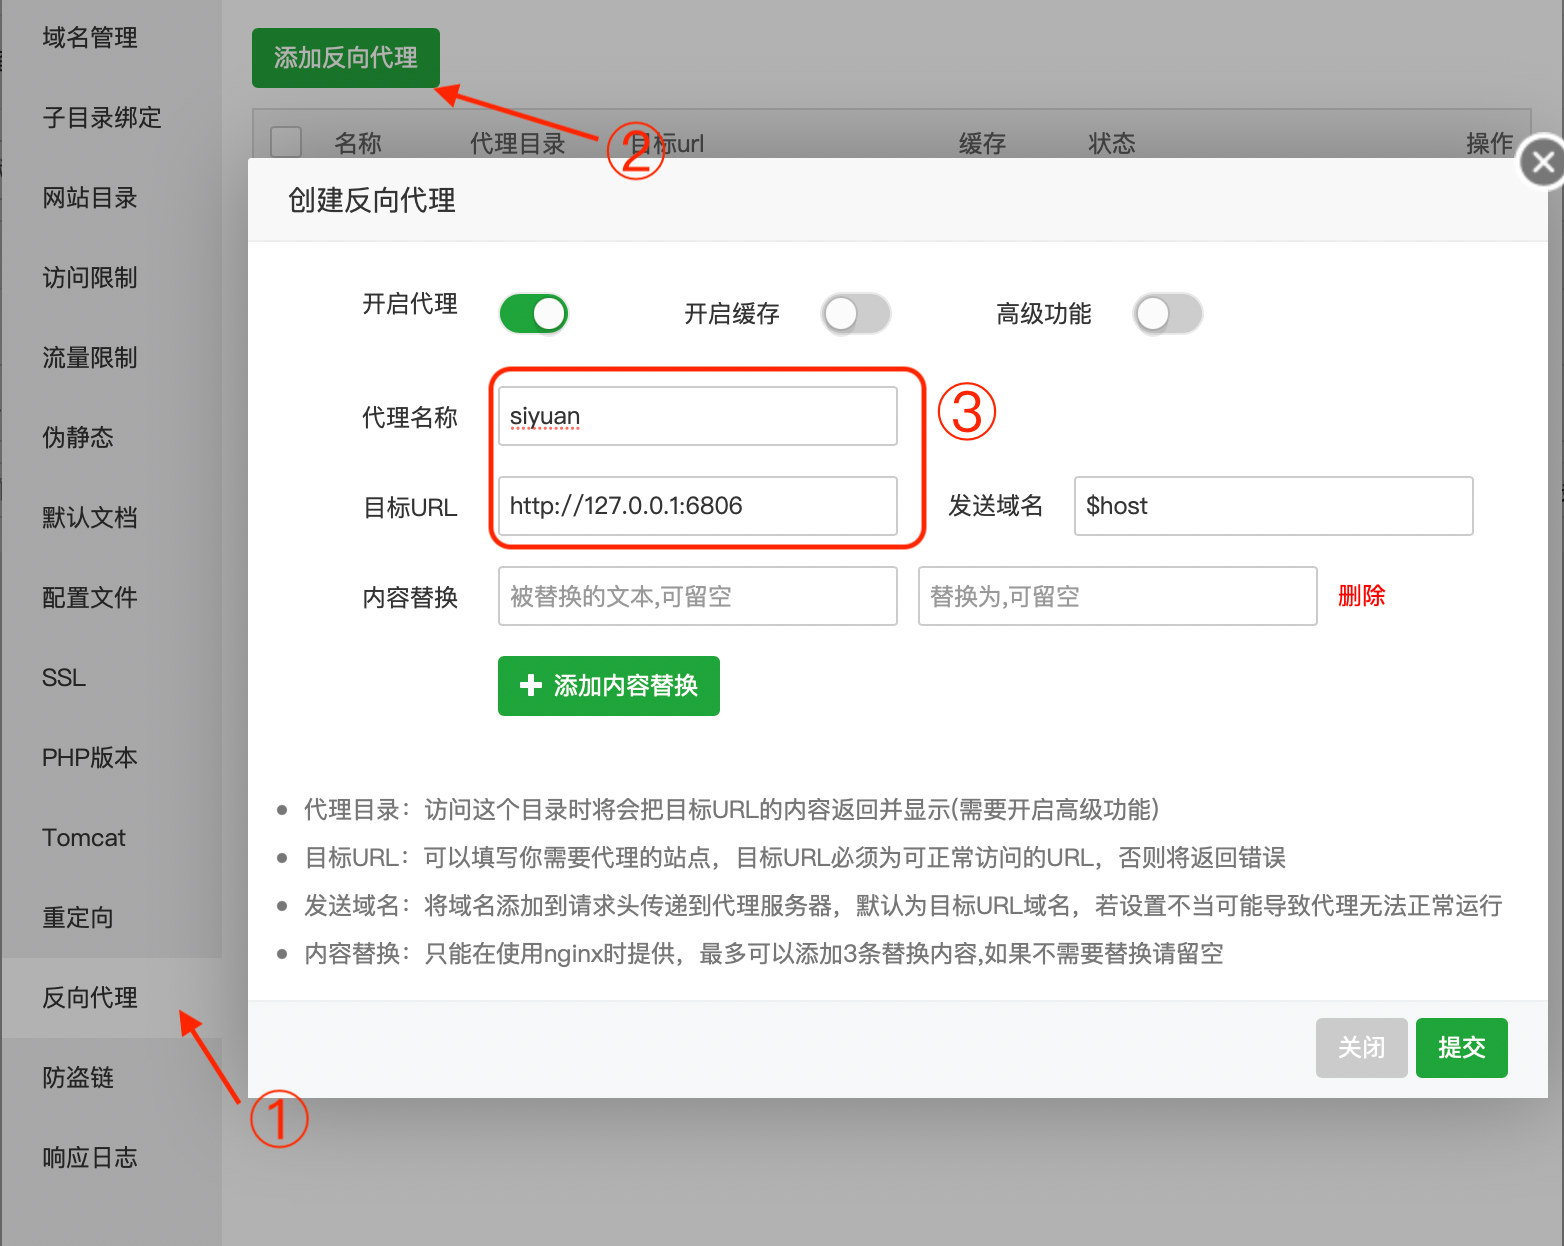 域名管理
子目录绑定
网站目录
访问限制
流量限制
伪静态
默认文档
配置文件
SSL
PHP版本
Tomcat
重定向
反向代理
防盗链
响应日志
①
添加反向代理
②
名称 代理目录 目标url 缓存 状态 操作
创建反向代理
开启代理 开启缓存 高级功能
代理名称 siyuan ③
目标URL http://127.0.0.1:6806 发送域名 $host
内容替换 被替换的文本,可留空 替换为,可留空 删除
添加内容替换
代理目录：访问这个目录时将会把目标URL的内容返回并显示(需要开启高级功能)
目标URL：可以填写你需要代理的站点，目标URL必须为可正常访问的URL，否则将返回错误
发送域名：将域名添加到请求头传递到代理服务器，默认为目标URL域名，若设置不当可能导致代理无法正常运行
内容替换：只能在使用nginx时提供，最多可以添加3条替换内容,如果不需要替换请留空
关闭 提交